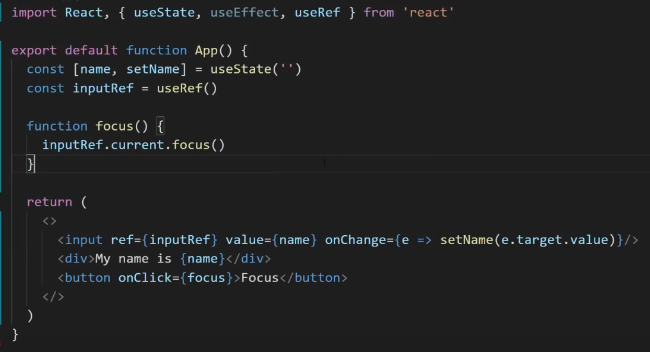 import React, { useState, useEffect, useRef } from 'react'
export default function App() {
const [name, setName] = useState('')
const inputRef = useRef()
function focus() {
inputRef.current.focus()
}
return (
<>
<input ref={inputRef} value={name} onChange={e => setName(e.target.value)}/>
<div>My name is {name}</div>
<button onClick={focus}>Focus</button>
</>
)
}